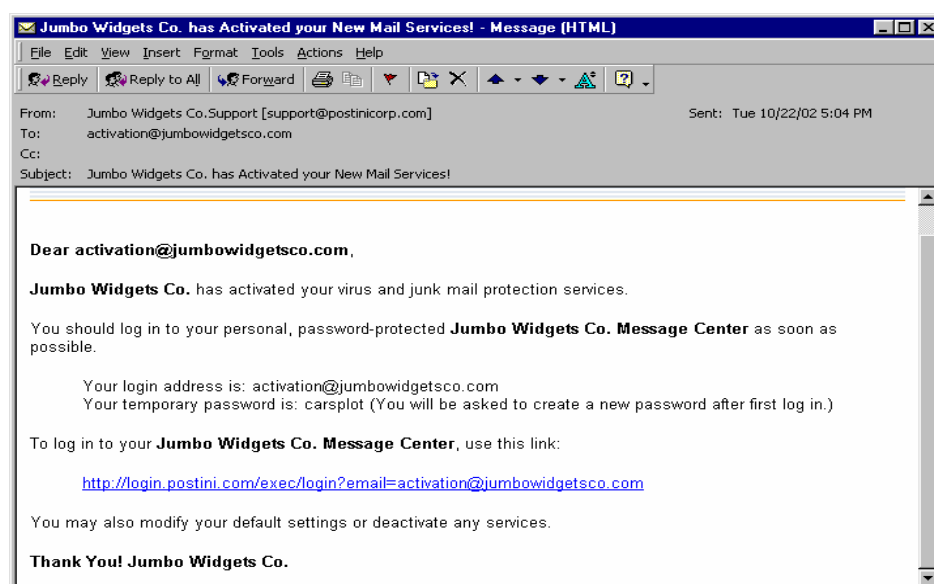 Jumbo Widgets Co. has Activated your New Mail Services! - Message (HTML)
File Edit View Insert Format Tools Actions Help
Reply Reply to All Forward
From: Jumbo Widgets Co.Support [support@postinicorp.com] Sent: Tue 10/22/02 5:04 PM
To: activation@jumbowidgetsco.com
Cc:
Subject: Jumbo Widgets Co. has Activated your New Mail Services!
Dear activation@jumbowidgetsco.com,
Jumbo Widgets Co. has activated your virus and junk mail protection services.
You should log in to your personal, password-protected Jumbo Widgets Co. Message Center as soon as
possible.
Your login address is: activation@jumbowidgetsco.com
Your temporary password is: carsplot (You will be asked to create a new password after first log in.)
To log in to your Jumbo Widgets Co. Message Center, use this link:
http://login.postini.com/exec/login?email=activation@jumbowidgetsco.com
You may also modify your default settings or deactivate any services.
Thank You! Jumbo Widgets Co.